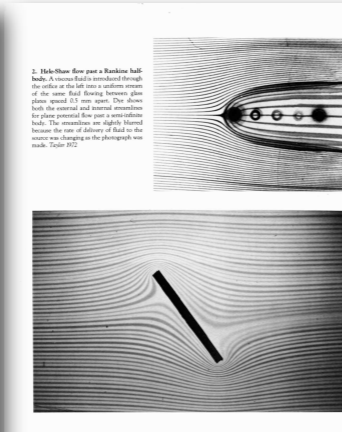 2. Hele-Shaw flow past a Rankine half-
body. A viscous fluid is introduced through
the orifice at the left into a uniform stream
of the same fluid flowing between glass
plates spaced 0.5 mm apart. Dye shows
both the external and internal streamlines
for plane potential flow past a semi-infinite
body. The streamlines are slightly blurred
because the rate of delivery of fluid to the
source was changing as the photograph was
made. Taylor 1972